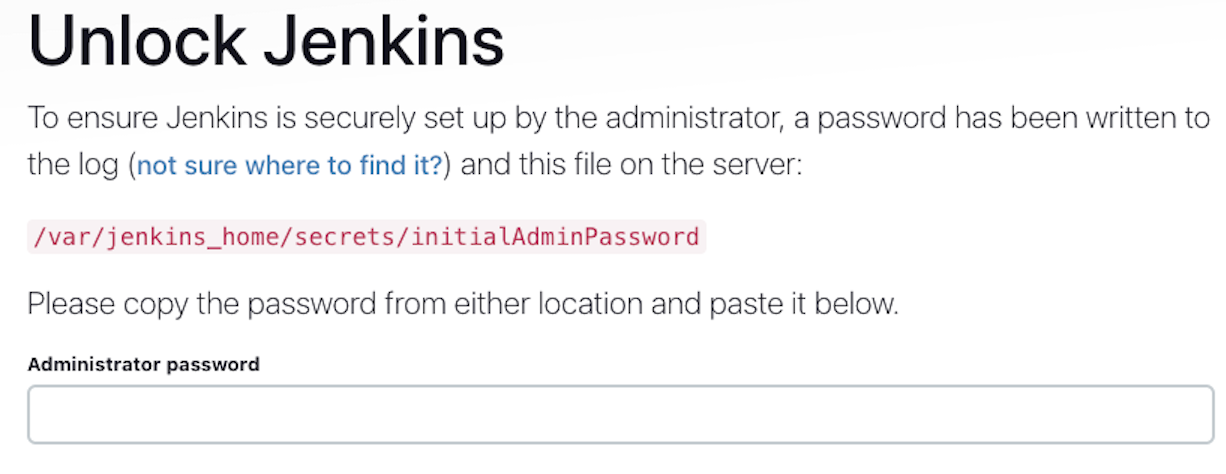 Unlock Jenkins
To ensure Jenkins is securely set up by the administrator, a password has been written to
the log (not sure where to find it?) and this file on the server:
/var/jenkins_home/secrets/initialAdminPassword
Please copy the password from either location and paste it below.
Administrator password